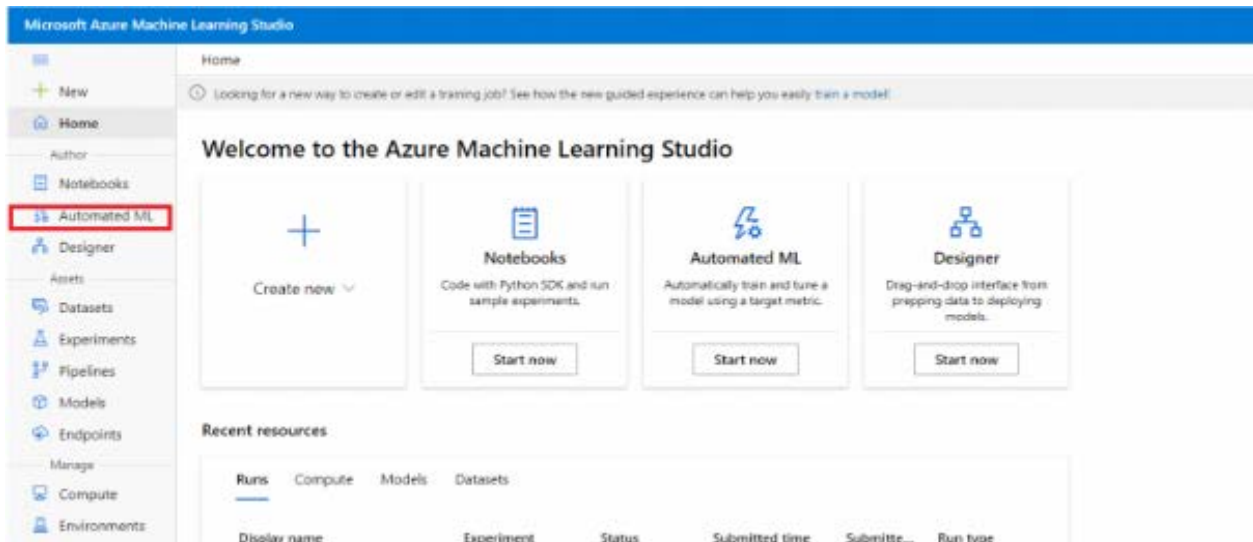 Microsoft Azure Machine Learning Studio
New
Home
Author
Notebooks
Automated ML
Designer
Assets
Datasets
Experiments
Pipelines
Models
Endpoints
Manage
Compute
Environments
Home
Looking for a new way to create or edit a training job? See how the new guided experience can help you easily train a model!
Welcome to the Azure Machine Learning Studio
Create new
Notebooks
Code with Python SDK and run
sample experiments.
Start now
Automated ML
Automatically train and tune a
model using a target metric.
Start now
Designer
Drag-and-drop interface from
prepping data to deploying
models.
Start now
Recent resources
Runs Compute Models Datasets
Display name Experiment Status Submitted time Submitte... Run type